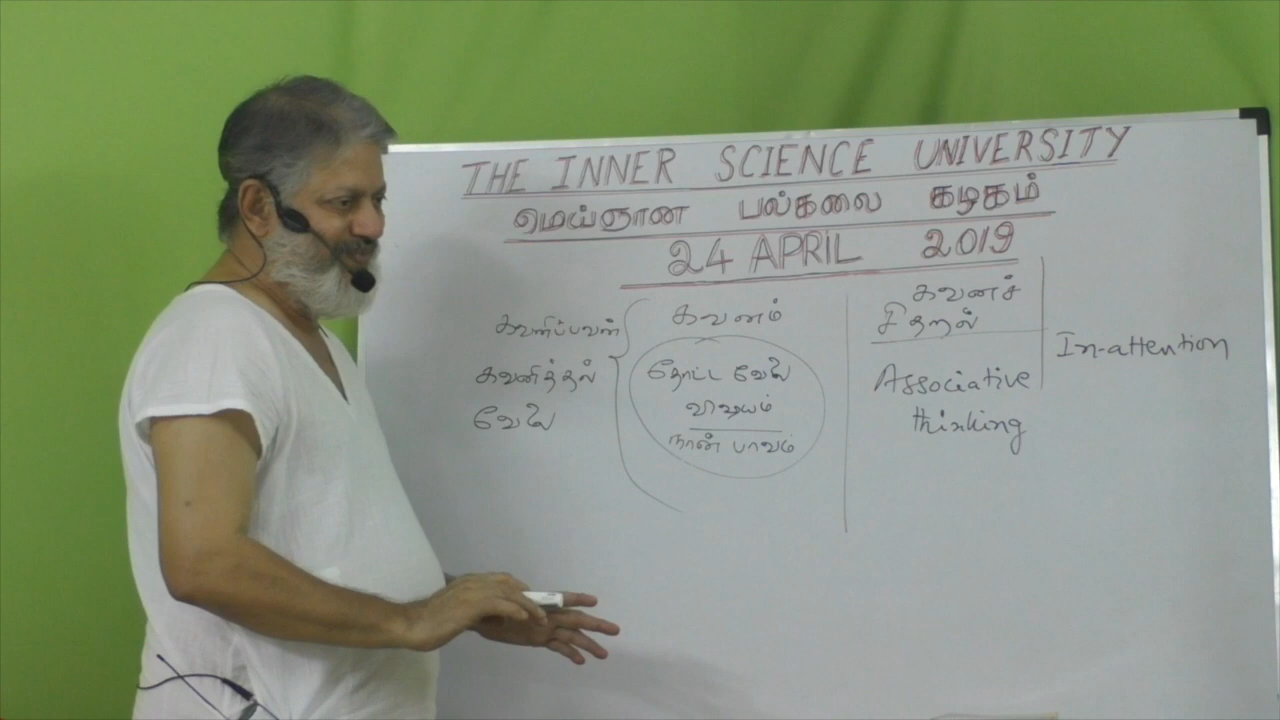 THE INNER SCIENCE UNIVERSITY
மெய்ஞான பல்கலை கழகம்
24 APRIL 2019
கவனிப்பவன்
கவனித்தல்
வேலை
கவனம்
தோட்ட வேலை
விஷயம்
நான் பாவம்
கவனச்
சிதறல்
Associative
thinking
In-attention